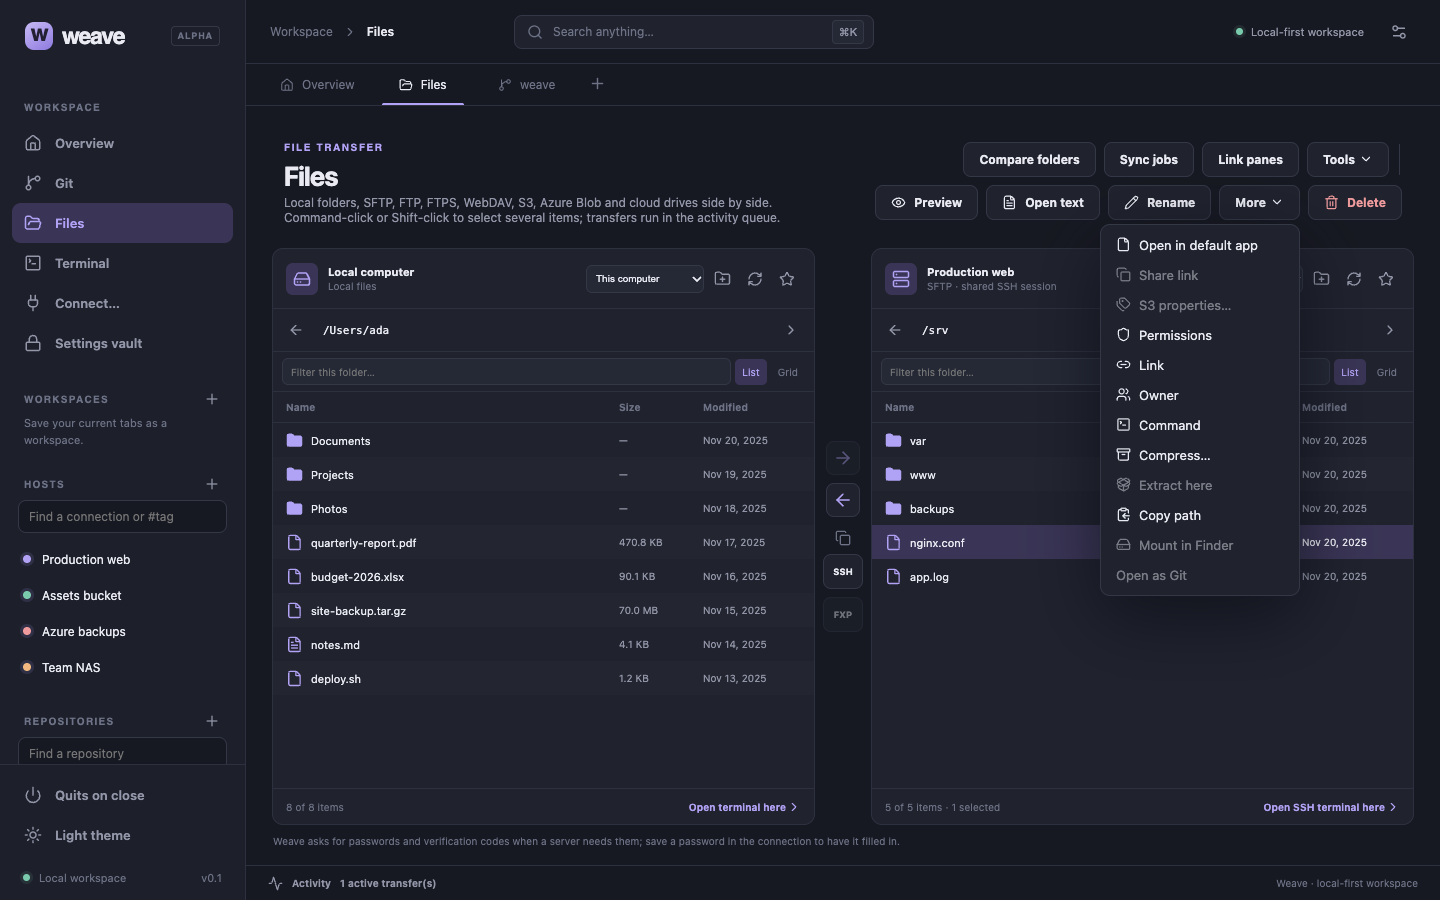 W weave ALPHA
WORKSPACE
Overview
Git
Files
Terminal
Connect...
Settings vault
WORKSPACES
Save your current tabs as a
workspace.
HOSTS
Find a connection or #tag
Production web
Assets bucket
Azure backups
Team NAS
REPOSITORIES
Find a repository
Quits on close
Light theme
Local workspace v0.1
Workspace Files
Search anything... ⌘K
Local-first workspace
Overview Files weave
FILE TRANSFER
Files
Local folders, SFTP, FTP, FTPS, WebDAV, S3, Azure Blob and cloud drives side by side.
Command-click or Shift-click to select several items; transfers run in the activity queue.
Compare folders Sync jobs Link panes Tools
Preview Open text Rename More Delete
Local computer
Local files
This computer
/Users/ada
Filter this folder... List Grid
Name Size Modified
Documents — Nov 20, 2025
Projects — Nov 19, 2025
Photos — Nov 18, 2025
quarterly-report.pdf 470.8 KB Nov 17, 2025
budget-2026.xlsx 90.1 KB Nov 16, 2025
site-backup.tar.gz 70.0 MB Nov 15, 2025
notes.md 4.1 KB Nov 14, 2025
deploy.sh 1.2 KB Nov 13, 2025
8 of 8 items Open terminal here
SSH
FXP
Production web
SFTP · shared SSH session
/srv
Filter this folder... List Grid
Name Modified
var Nov 20, 2025
www Nov 20, 2025
backups Nov 20, 2025
nginx.conf Nov 20, 2025
app.log Nov 20, 2025
5 of 5 items · 1 selected Open SSH terminal here
Open in default app
Share link
S3 properties...
Permissions
Link
Owner
Command
Compress...
Extract here
Copy path
Mount in Finder
Open as Git
Weave asks for passwords and verification codes when a server needs them; save a password in the connection to have it filled in.
Activity 1 active transfer(s)
Weave · local-first workspace